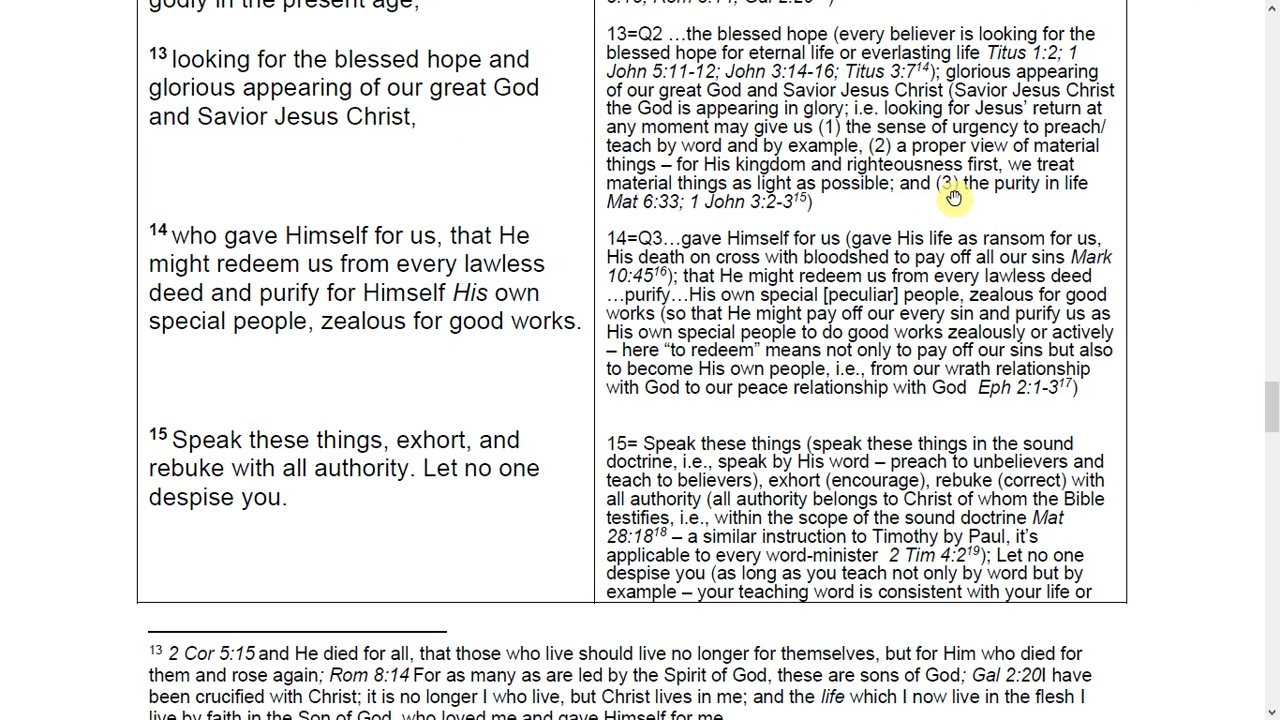 godly in the present age,
13 looking for the blessed hope and
glorious appearing of our great God
and Savior Jesus Christ,
14 who gave Himself for us, that He
might redeem us from every lawless
deed and purify for Himself His own
special people, zealous for good works.
15 Speak these things, exhort, and
rebuke with all authority. Let no one
despise you.
13=Q2 …the blessed hope (every believer is looking for the
blessed hope for eternal life or everlasting life Titus 1:2; 1
John 5:11-12; John 3:14-16; Titus 3:714); glorious appearing
of our great God and Savior Jesus Christ (Savior Jesus Christ
the God is appearing in glory; i.e. looking for Jesus’ return at
any moment may give us (1) the sense of urgency to preach/
teach by word and by example, (2) a proper view of material
things – for His kingdom and righteousness first, we treat
material things as light as possible; and (3) the purity in life
Mat 6:33; 1 John 3:2-315)
14=Q3…gave Himself for us (gave His life as ransom for us,
His death on cross with bloodshed to pay off all our sins Mark
10:4516); that He might redeem us from every lawless deed
…purify…His own special [peculiar] people, zealous for good
works (so that He might pay off our every sin and purify us as
His own special people to do good works zealously or actively
– here “to redeem” means not only to pay off our sins but also
to become His own people, i.e., from our wrath relationship
with God to our peace relationship with God Eph 2:1-317)
15= Speak these things (speak these things in the sound
doctrine, i.e., speak by His word – preach to unbelievers and
teach to believers), exhort (encourage), rebuke (correct) with
all authority (all authority belongs to Christ of whom the Bible
testifies, i.e., within the scope of the sound doctrine Mat
28:1818 – a similar instruction to Timothy by Paul, it’s
applicable to every word-minister 2 Tim 4:219); Let no one
despise you (as long as you teach not only by word but by
example – your teaching word is consistent with your life or
13 2 Cor 5:15 and He died for all, that those who live should live no longer for themselves, but for Him who died for
them and rose again; Rom 8:14 For as many as are led by the Spirit of God, these are sons of God; Gal 2:20I have
been crucified with Christ; it is no longer I who live, but Christ lives in me; and the life which I now live in the flesh I
live by faith in the Son of God, who loved me and gave Himself for me